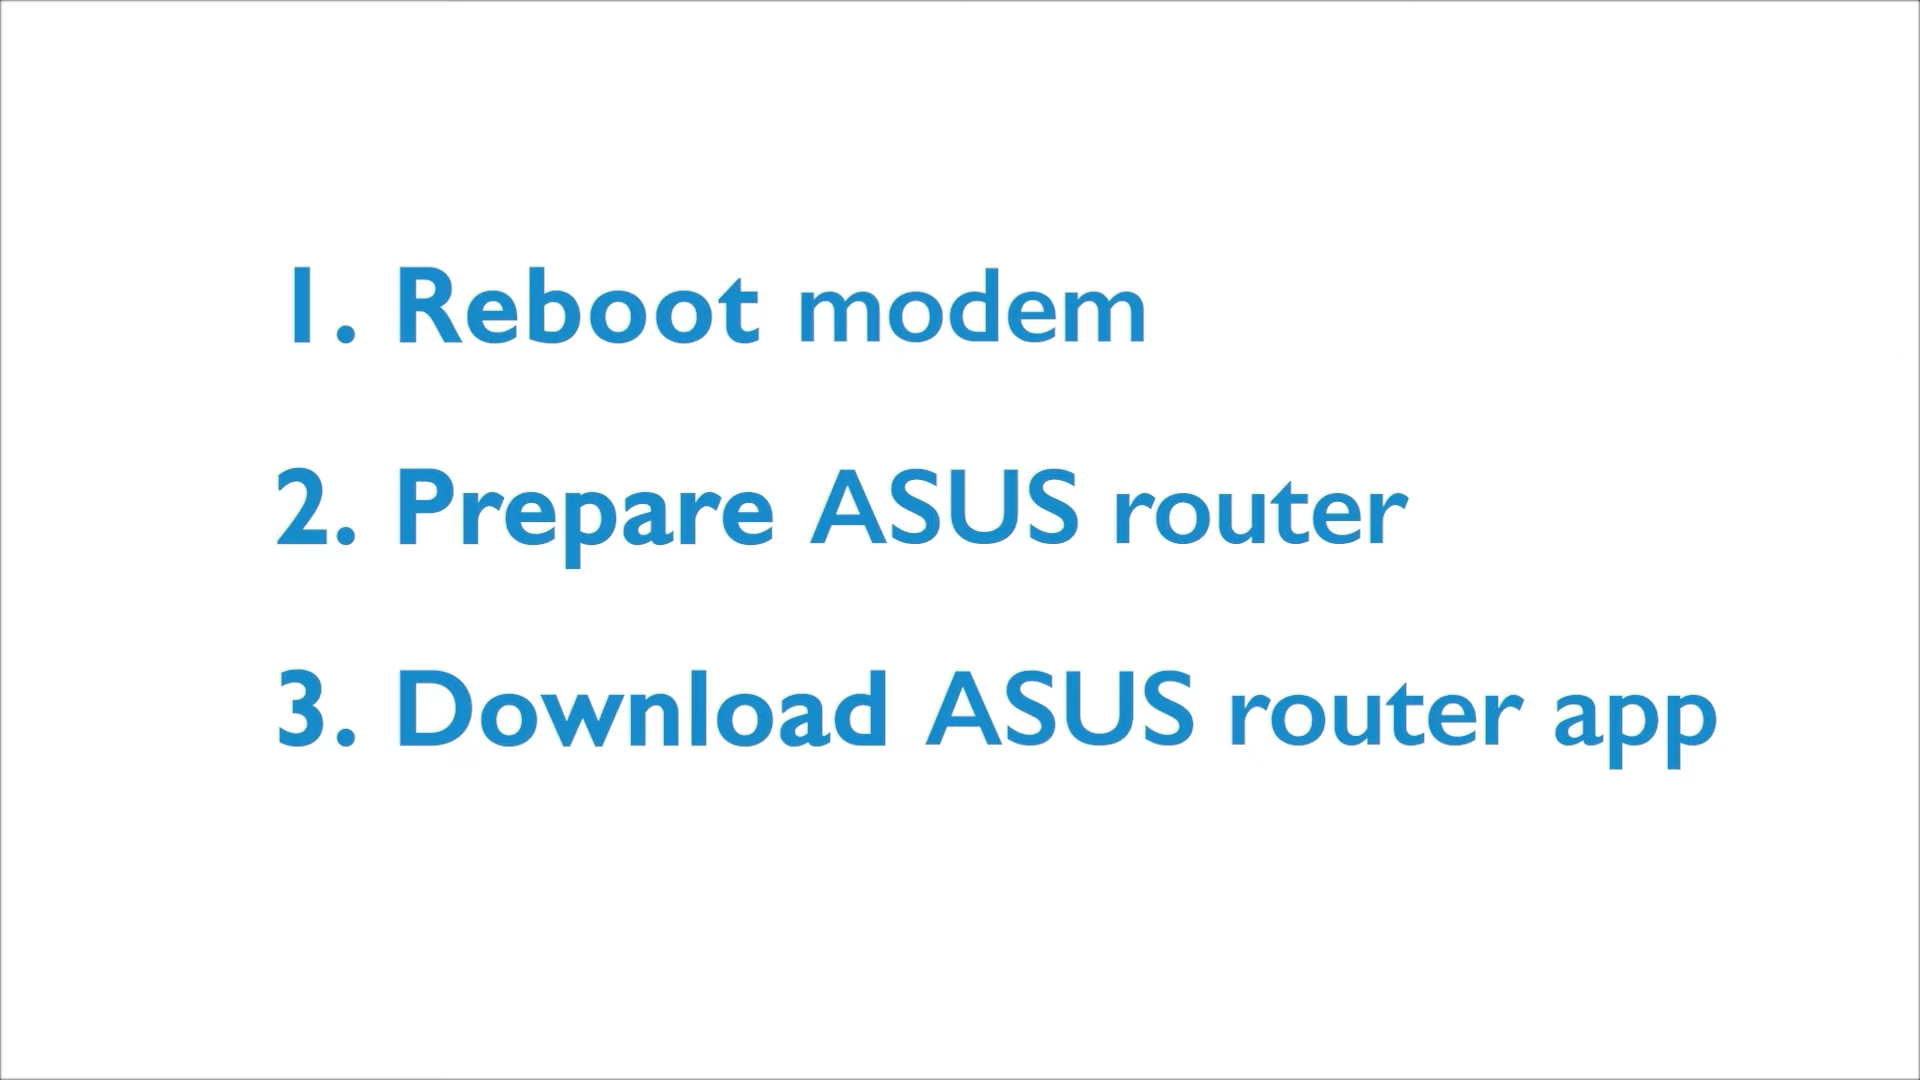 1. Reboot modem
2. Prepare ASUS router
3. Download ASUS router app